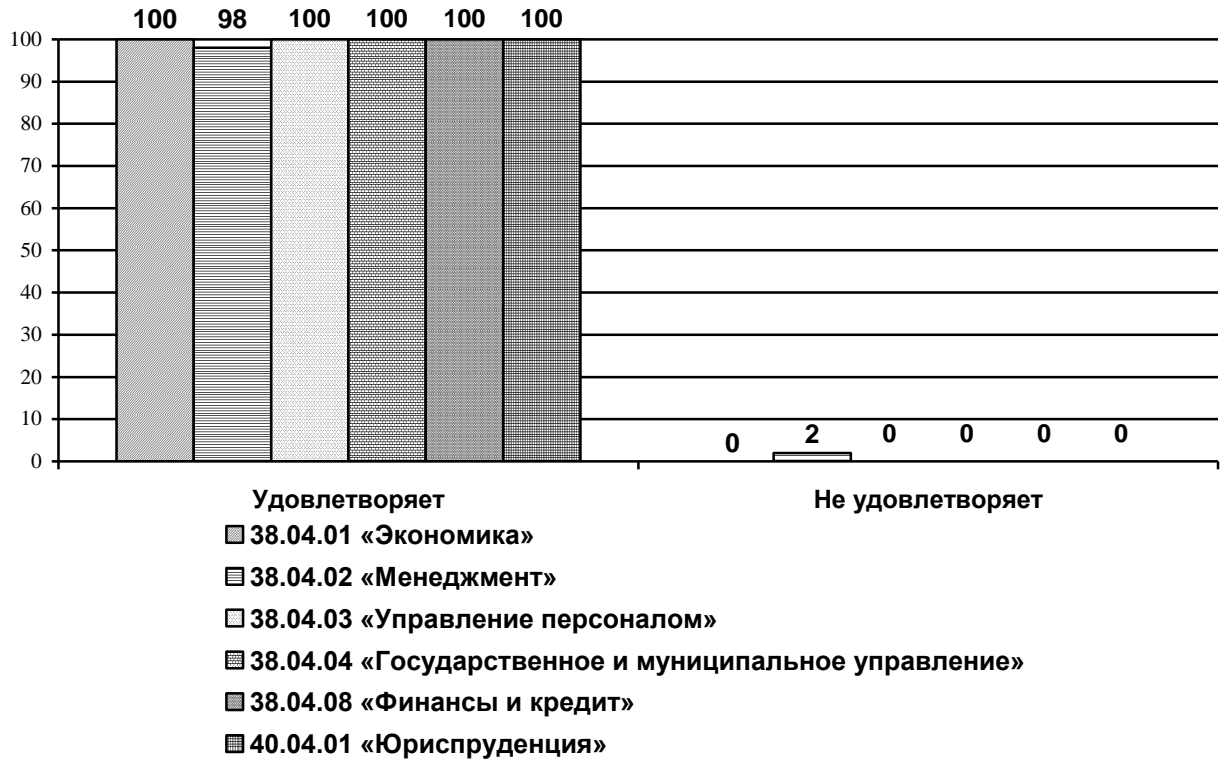 100 98 100 100 100 100
100
90
80
70
60
50
40
30
20
10
0
0 2 0 0 0 0
Удовлетворяет Не удовлетворяет
38.04.01 «Экономика»
38.04.02 «Менеджмент»
38.04.03 «Управление персоналом»
38.04.04 «Государственное и муниципальное управление»
38.04.08 «Финансы и кредит»
40.04.01 «Юриспруденция»